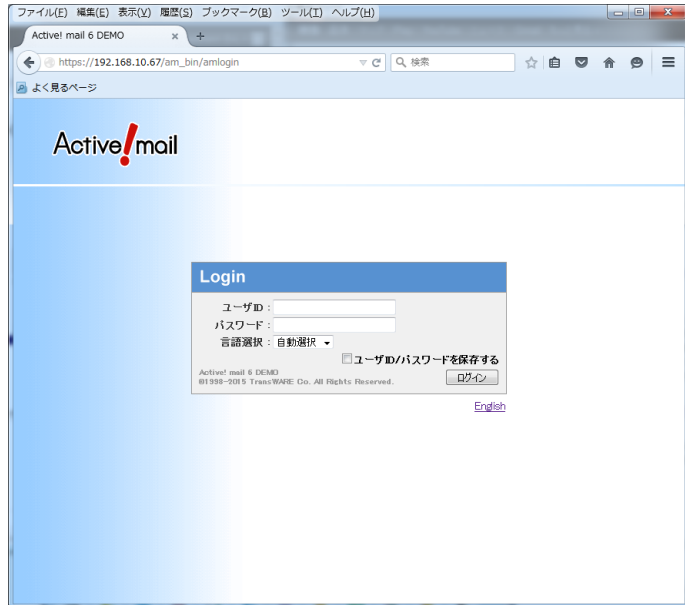 ファイル(F) 編集(E) 表示(V) 履歴(S) ブックマーク(B) ツール(T) ヘルプ(H)
Active! mail 6 DEMO × +
https://192.168.10.67/am_bin/amlogin 検索
よく見るページ
Active! mail
Login
ユーザID :
パスワード :
言語選択 : 自動選択
ユーザID/パスワードを保存する
Active! mail 6 DEMO
©1998-2015 TransWARE Co. All Rights Reserved. ログイン
English